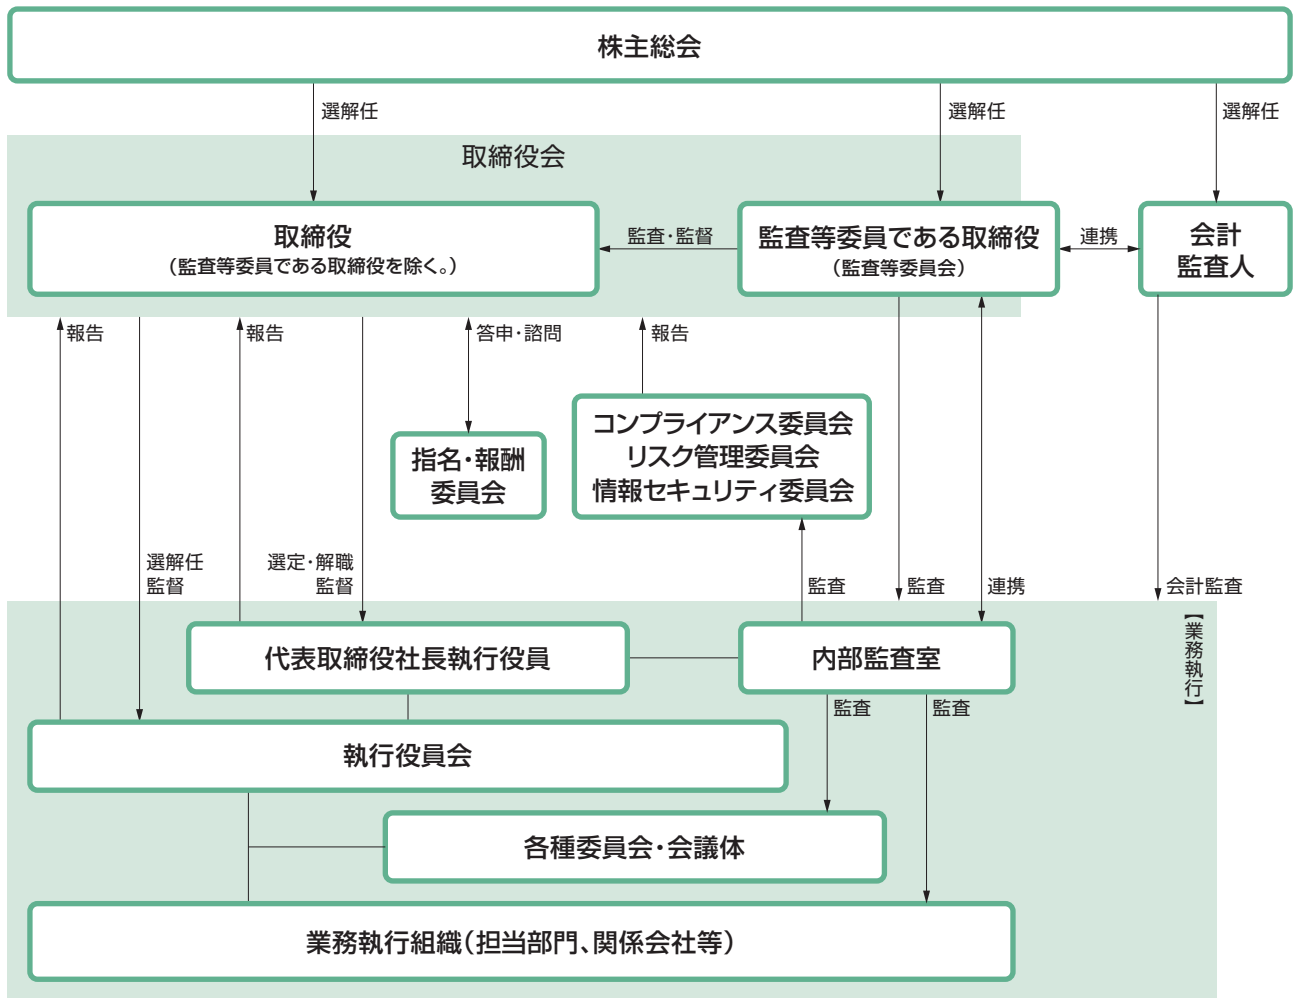 株主総会
選解任
選解任
選解任
取締役会
取締役
（監査等委員である取締役を除く。）
監査・監督
監査等委員である取締役
（監査等委員会）
連携
会計
監査人
報告
報告
答申・諮問
報告
コンプライアンス委員会
リスク管理委員会
情報セキュリティ委員会
指名・報酬
委員会
選解任
監督
選定・解職
監督
監査
監査
連携
会計監査
【業務執行】
代表取締役社長執行役員
内部監査室
監査
監査
執行役員会
各種委員会・会議体
業務執行組織（担当部門、関係会社等）